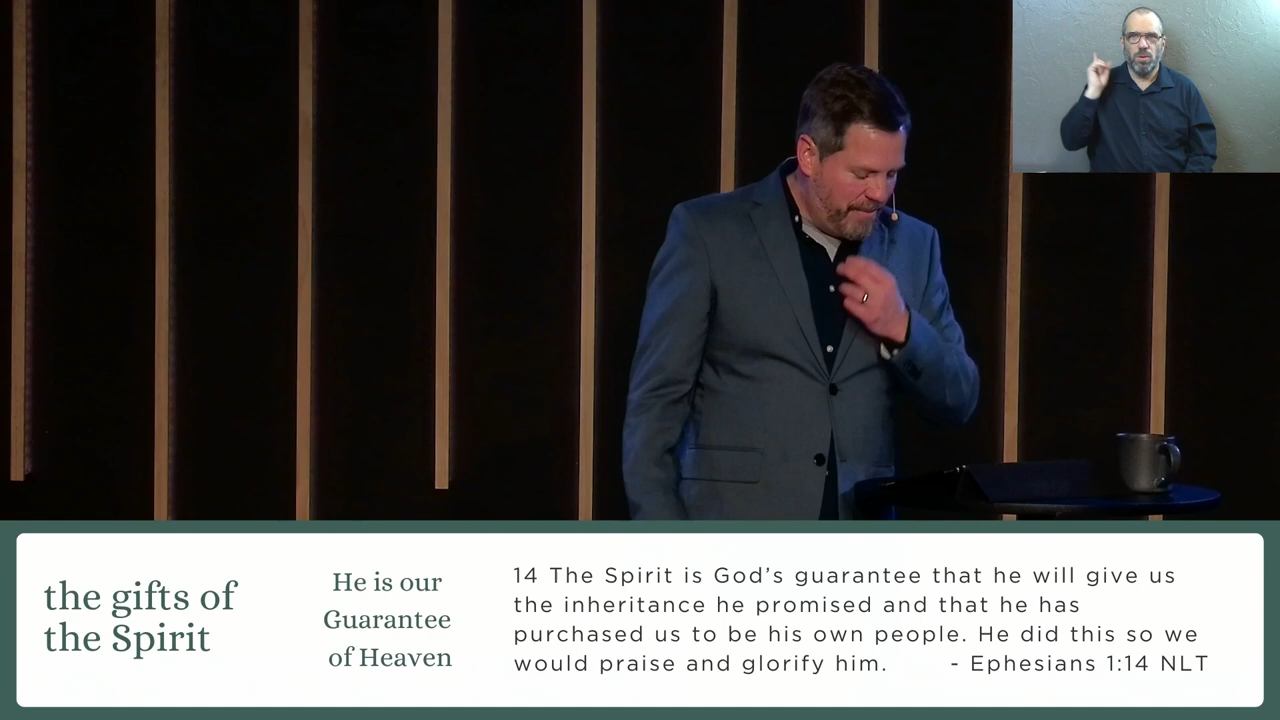 the gifts of
the Spirit
He is our
Guarantee
of Heaven
14 The Spirit is God’s guarantee that he will give us
the inheritance he promised and that he has
purchased us to be his own people. He did this so we
would praise and glorify him. - Ephesians 1:14 NLT